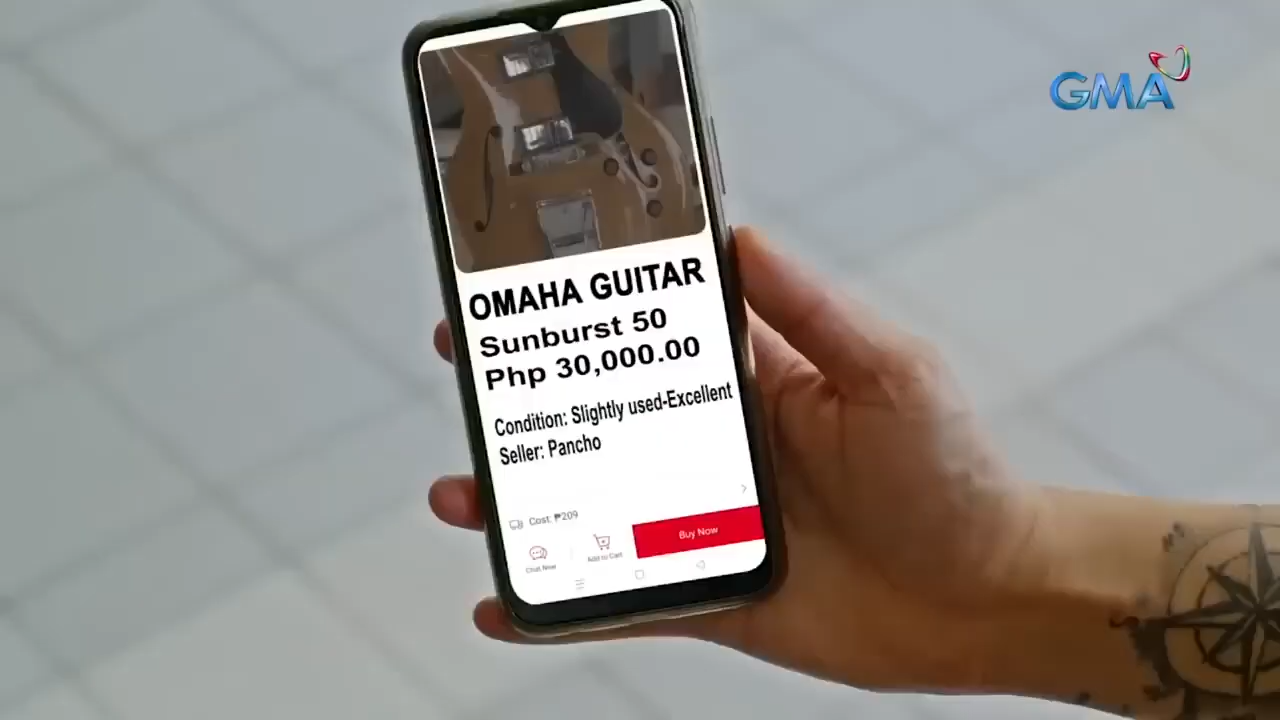 GMA
OMAHA GUITAR
Sunburst 50
Php 30,000.00
Condition: Slightly used-Excellent
Seller: Pancho
Cost: ₱209
Chat Now
Add to Cart
Buy Now